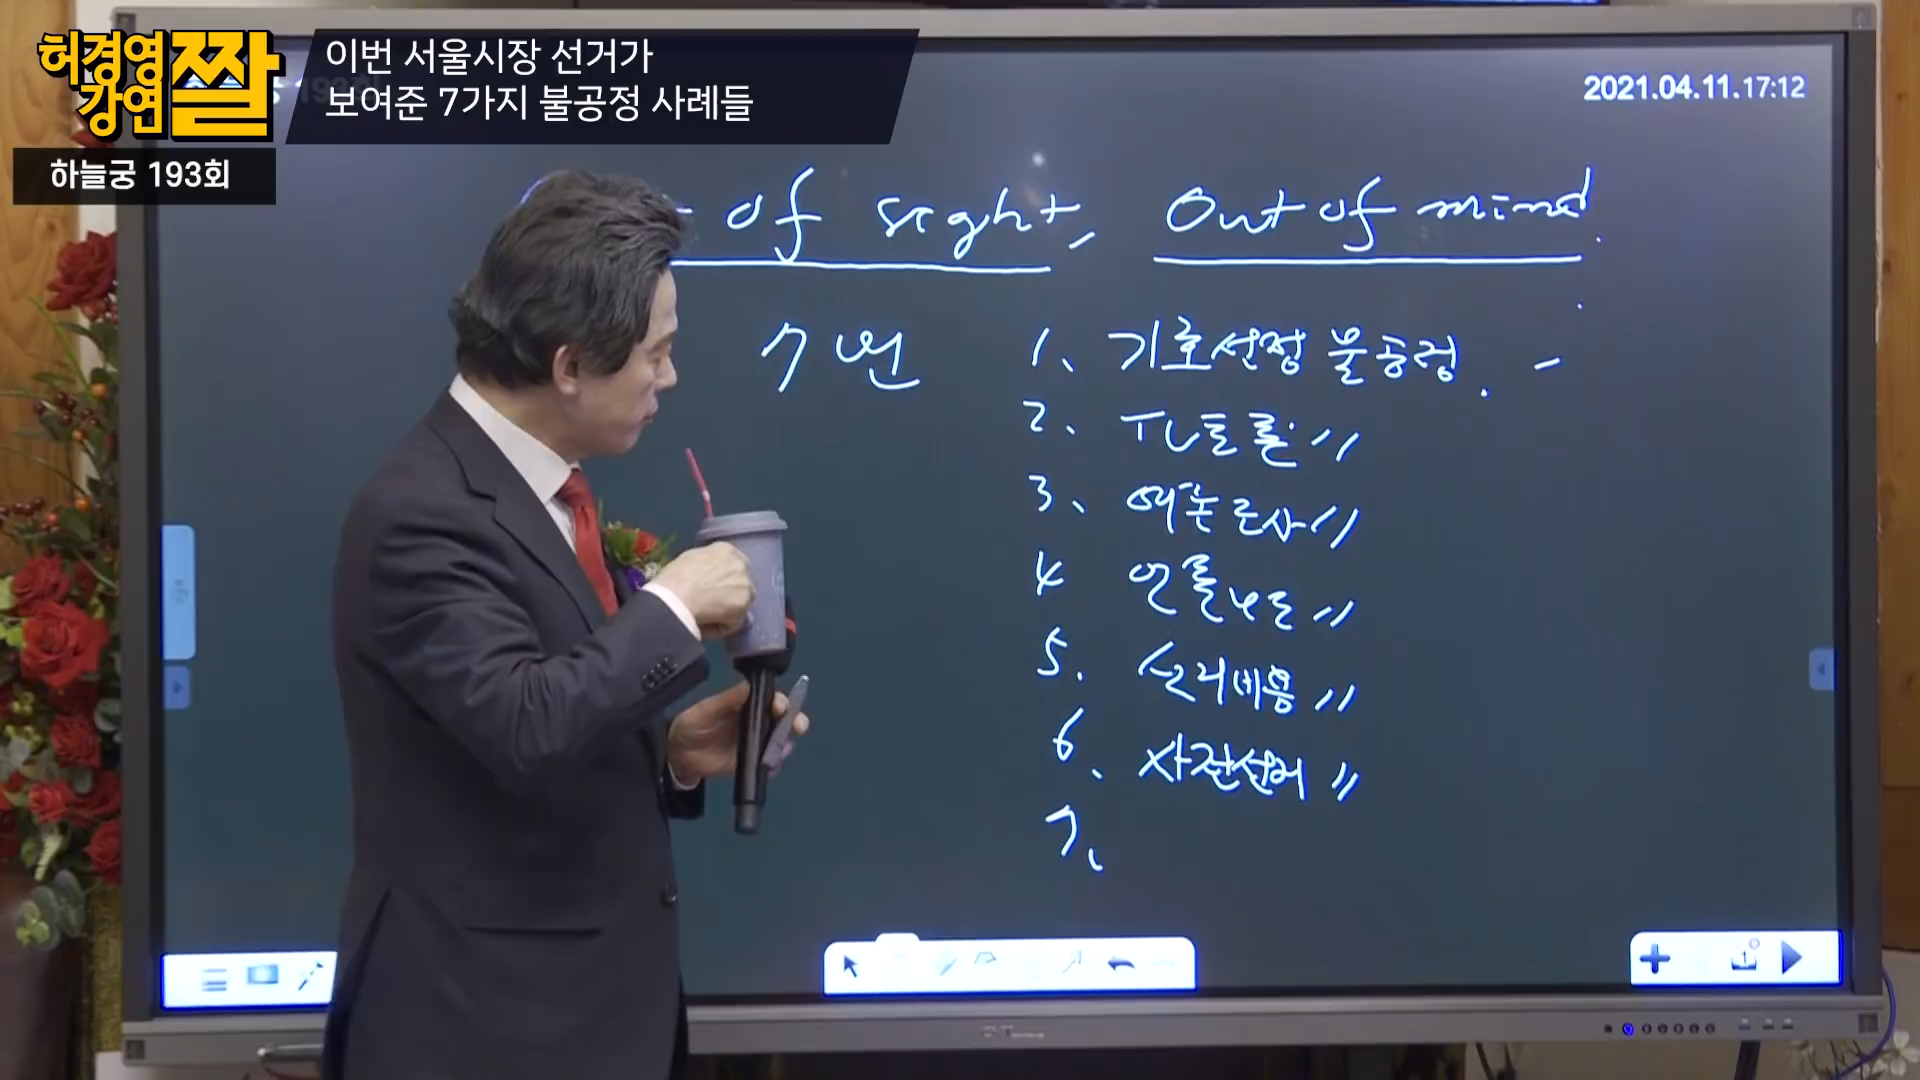 허경영
강연
짤
이번 서울시장 선거가
보여준 7가지 불공정 사례들
하늘궁 193회
2021.04.11.17:12
of sight, Out of mind.
7번
1、기호선정 불공정.
2、TV토론 〃
3、여론조사 〃
4 언론보도 〃
5. 선거비용 〃
6、사전선거 〃
7、